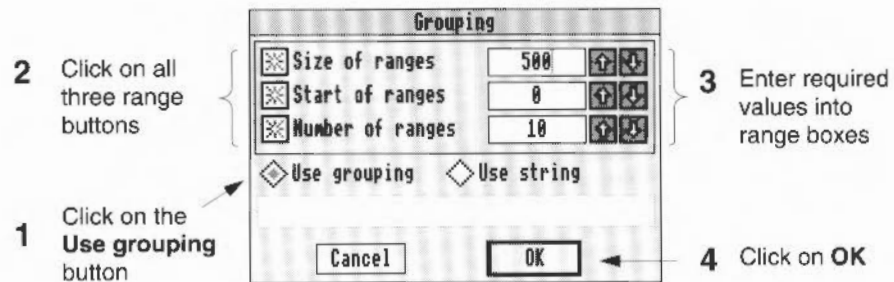 Grouping
2 Click on all
three range
buttons
Size of ranges 500
Start of ranges 0
Number of ranges 10
3 Enter required
values into
range boxes
Use grouping Use string
1 Click on the
Use grouping
button
Cancel OK
4 Click on OK